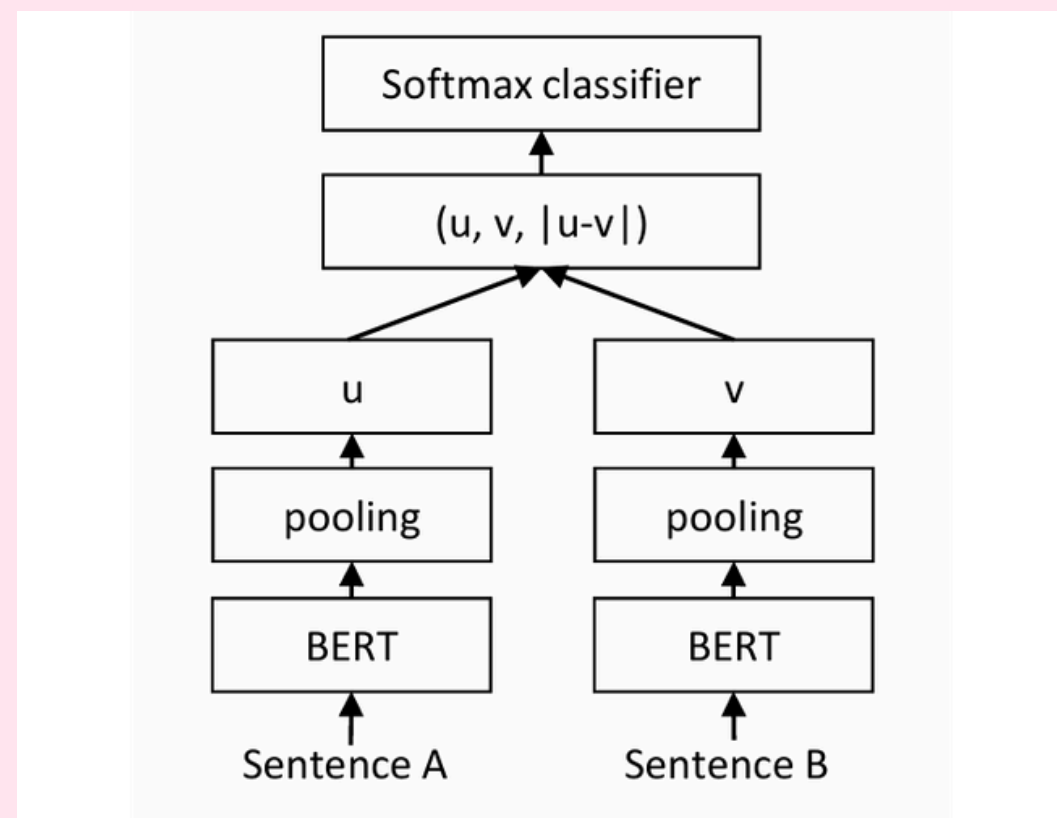 Softmax classifier
(u, v, |u-v|)
u
v
pooling
pooling
BERT
BERT
Sentence A
Sentence B